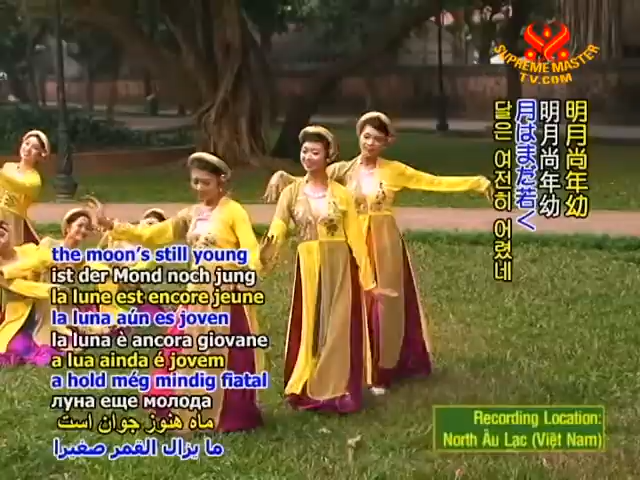 SUPREME MASTER
TV.COM
明月尚年幼
明月尚年幼
月はまだ若く
달은 여전히 어렸네
the moon's still young
ist der Mond noch jung
la lune est encore jeune
la luna aún es joven
la luna è ancora giovane
a lua ainda é jovem
a hold még mindig fiatal
луна еще молода
ماه هنوز جوان است
ما يزال القمر صغيرا
Recording Location:
North Âu Lạc (Việt Nam)